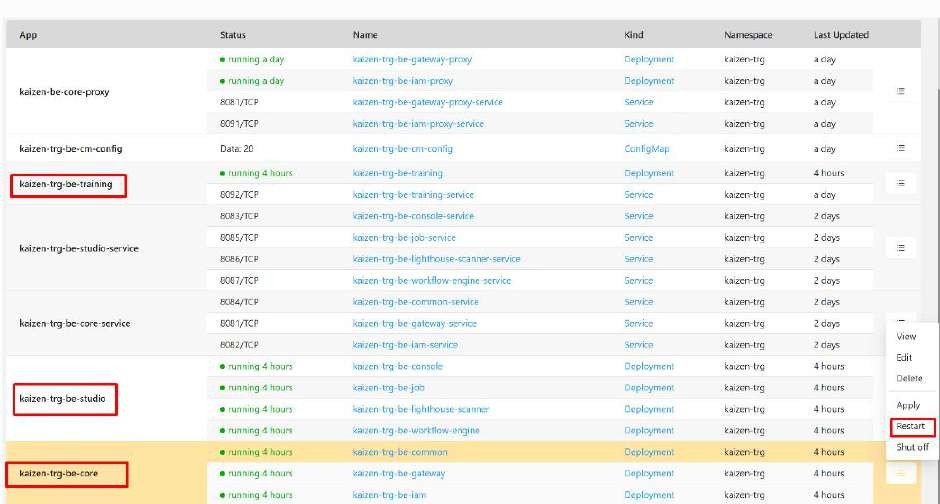 App Status Name Kind Namespace Last Updated
running a day kaizen-trg-be-gateway-proxy Deployment kaizen-trg a day
running a day kaizen-trg-be-iam-proxy Deployment kaizen-trg a day
kaizen-be-core-proxy
8081/TCP kaizen-trg-be-gateway-proxy-service Service kaizen-trg a day
8091/TCP kaizen-trg-be-iam-proxy-service Service kaizen-trg a day
kaizen-trg-be-cm-config Data: 20 kaizen-trg-be-cm-config ConfigMap kaizen-trg a day
running 4 hours kaizen-trg-be-training Deployment kaizen-trg 4 hours
kaizen-trg-be-training
8092/TCP kaizen-trg-be-training-service Service kaizen-trg a day
8083/TCP kaizen-trg-be-console-service Service kaizen-trg 2 days
8085/TCP kaizen-trg-be-job-service Service kaizen-trg 2 days
kaizen-trg-be-studio-service
8086/TCP kaizen-trg-be-lighthouse-scanner-service Service kaizen-trg 2 days
8087/TCP kaizen-trg-be-workflow-engine-service Service kaizen-trg 2 days
8084/TCP kaizen-trg-be-common-service Service kaizen-trg 2 days
kaizen-trg-be-core-service 8081/TCP kaizen-trg-be-gateway-service Service kaizen-trg 2 days
View
8082/TCP kaizen-trg-be-iam-service Service kaizen-trg 2 days
Edit
running 4 hours kaizen-trg-be-console Deployment kaizen-trg 4 hours
Delete
running 4 hours kaizen-trg-be-job Deployment kaizen-trg 4 hours
kaizen-trg-be-studio
Apply
running 4 hours kaizen-trg-be-lighthouse-scanner Deployment kaizen-trg 4 hours
Restart
running 4 hours kaizen-trg-be-workflow-engine Deployment kaizen-trg 4 hours
Shut off
running 4 hours kaizen-trg-be-common Deployment kaizen-trg 4 hours
kaizen-trg-be-core running 4 hours kaizen-trg-be-gateway Deployment kaizen-trg 4 hours
running 4 hours kaizen-trg-be-iam Deployment kaizen-trg 4 hours